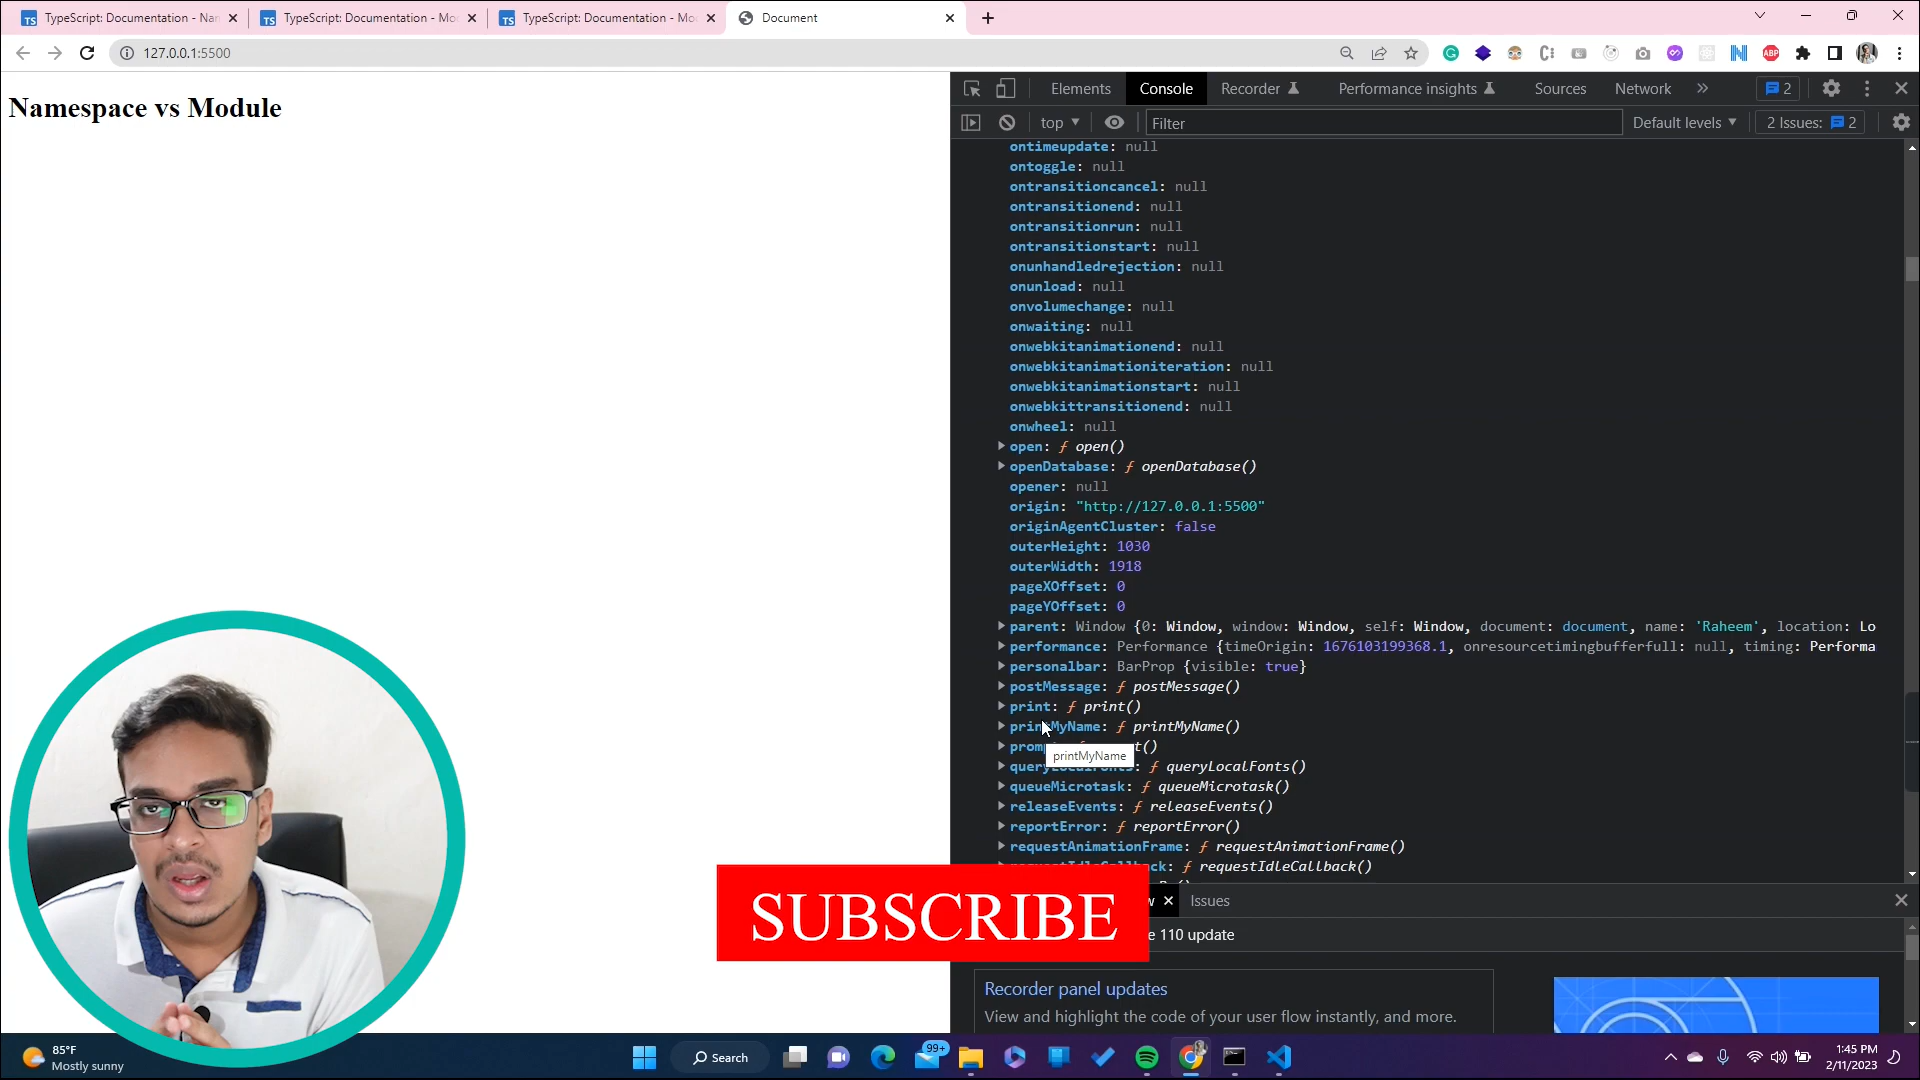 TypeScript: Documentation - Nan
TypeScript: Documentation - Mo
TypeScript: Documentation - Mo
Document
127.0.0.1:5500
Namespace vs Module
Elements
Console
Recorder
Performance insights
Sources
Network
2
top
Filter
Default levels
2 Issues:
2
ontimeupdate: null
ontoggle: null
ontransitioncancel: null
ontransitionend: null
ontransitionrun: null
ontransitionstart: null
onunhandledrejection: null
onunload: null
onvolumechange: null
onwaiting: null
onwebkitanimationend: null
onwebkitanimationiteration: null
onwebkitanimationstart: null
onwebkittransitionend: null
onwheel: null
open: ƒ open()
openDatabase: ƒ openDatabase()
opener: null
origin: "http://127.0.0.1:5500"
originAgentCluster: false
outerHeight: 1030
outerWidth: 1918
pageXOffset: 0
pageYOffset: 0
parent: Window {0: Window, window: Window, self: Window, document: document, name: 'Raheem', location: Lo
performance: Performance {timeOrigin: 1676103199368.1, onresourcetimingbufferfull: null, timing: Performa
personalbar: BarProp {visible: true}
postMessage: ƒ postMessage()
print: ƒ print()
printMyName: ƒ printMyName()
printMyName
queryLocalFonts: ƒ queryLocalFonts()
queueMicrotask: ƒ queueMicrotask()
releaseEvents: ƒ releaseEvents()
reportError: ƒ reportError()
requestAnimationFrame: ƒ requestAnimationFrame()
requestIdleCallback: ƒ requestIdleCallback()
SUBSCRIBE
Issues
110 update
Recorder panel updates
View and highlight the code of your user flow instantly, and more.
85°F
Mostly sunny
Search
99+
1:45 PM
2/11/2023